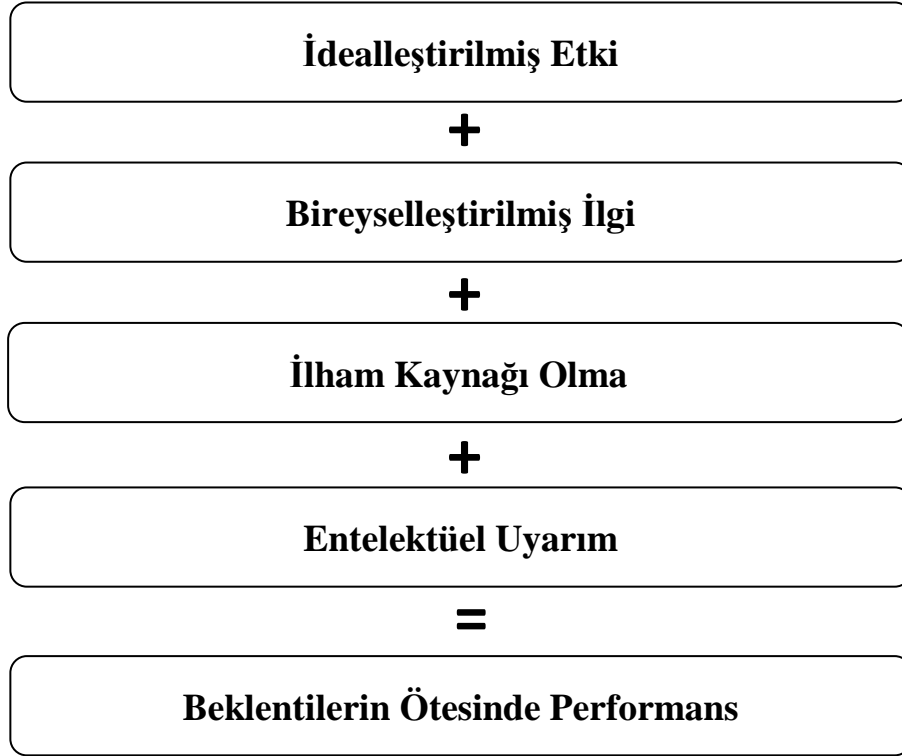 İdealleştirilmiş Etki
+
Bireyselleştirilmiş İlgi
+
İlham Kaynağı Olma
+
Entelektüel Uyarım
=
Beklentilerin Ötesinde Performans